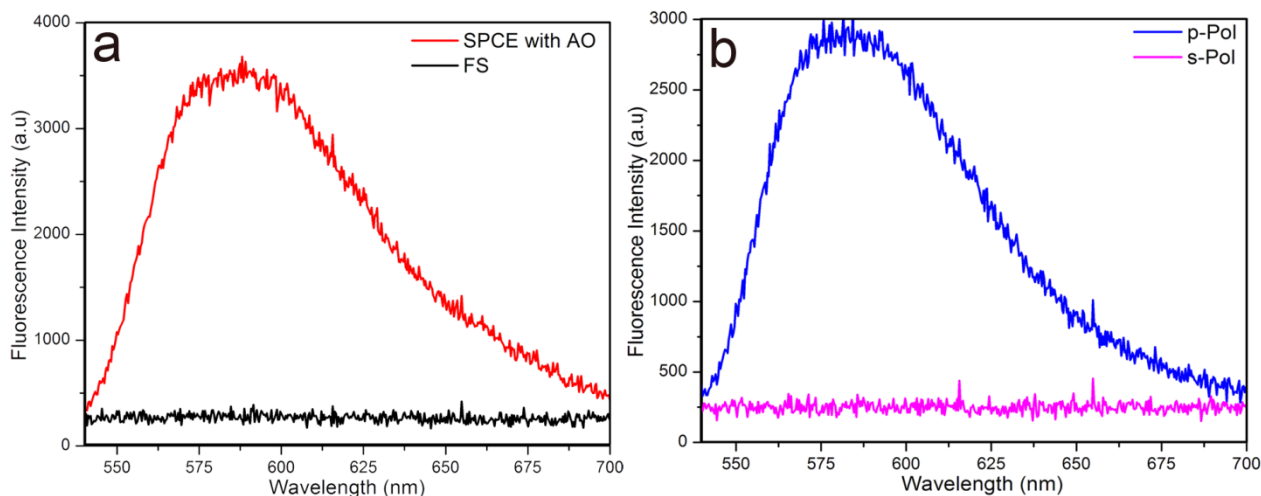 a
SPCE with AO
FS
4000
3000
2000
1000
0
Fluorescence Intensity (a.u)
550 575 600 625 650 675 700
Wavelength (nm)
b
p-Pol
s-Pol
3000
2500
2000
1500
1000
500
0
Fluorescence Intensity (a.u)
550 575 600 625 650 675 700
Wavelength (nm)